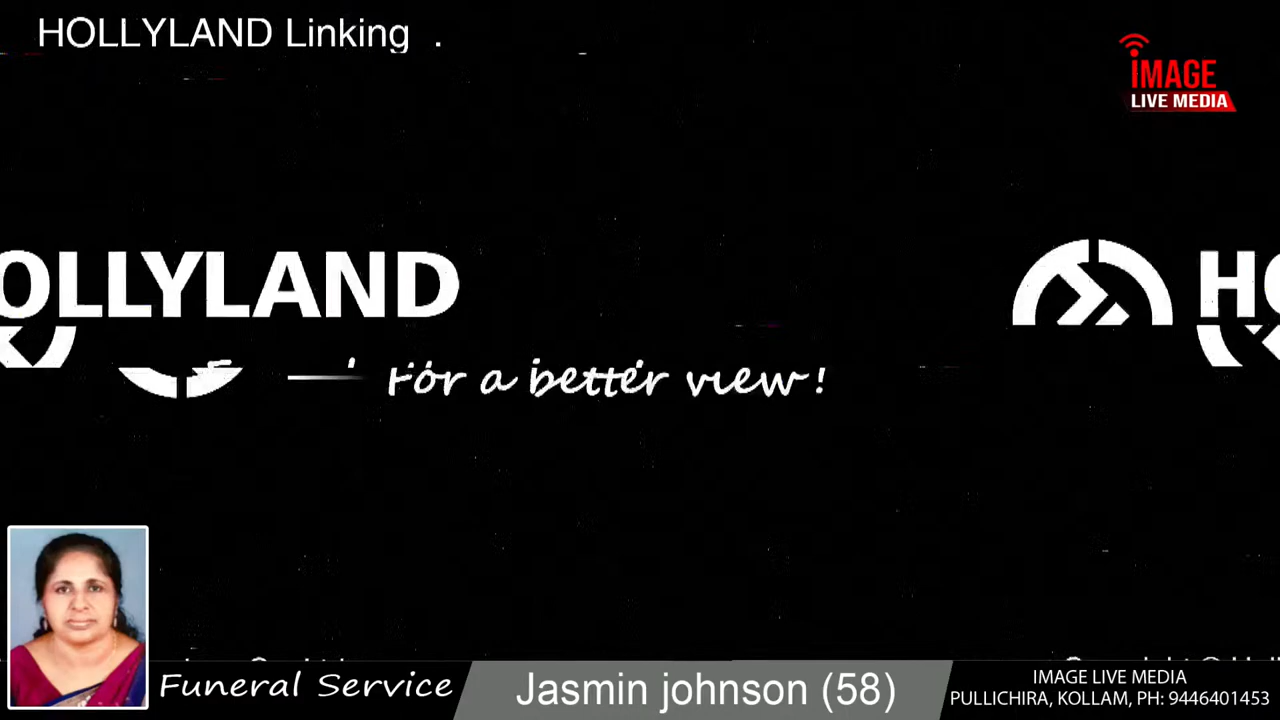 HOLLYLAND Linking .
IMAGE
LIVE MEDIA
OLLYLAND
HO
For a better view!
Funeral Service
Jasmin johnson (58)
IMAGE LIVE MEDIA
PULLICHIRA, KOLLAM, PH: 9446401453